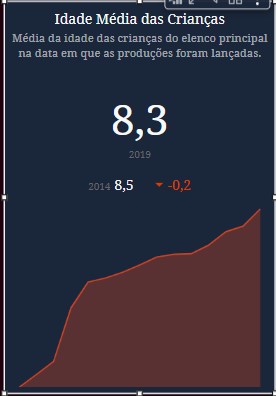 Idade Média das Crianças
Média da idade das crianças do elenco principal
na data em que as produções foram lançadas.
8,3
2019
2014 8,5 -0,2